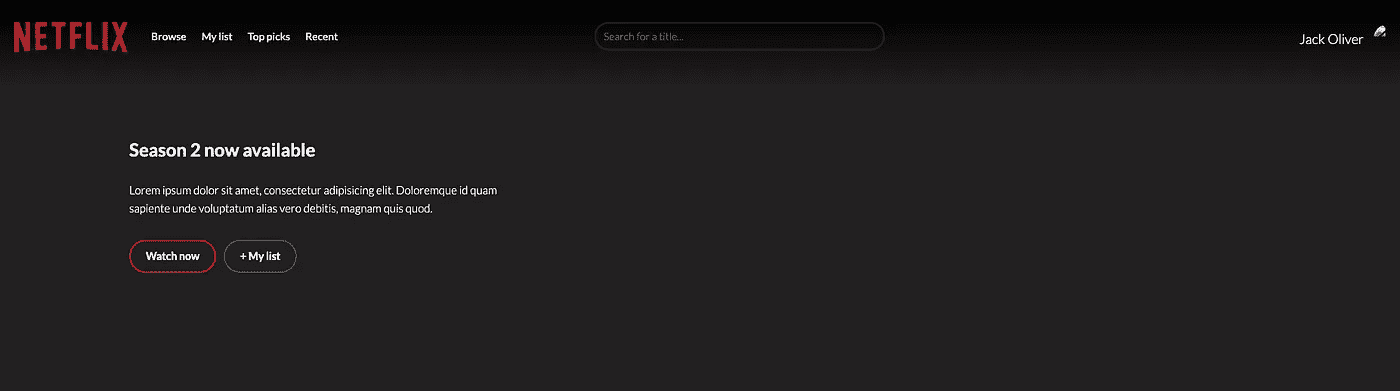 NETFLIX Browse My list Top picks Recent Search for a title... Jack Oliver
Season 2 now available
Lorem ipsum dolor sit amet, consectetur adipisicing elit. Doloremque id quam
sapiente unde voluptatum alias vero debitis, magnam quis quod.
Watch now + My list